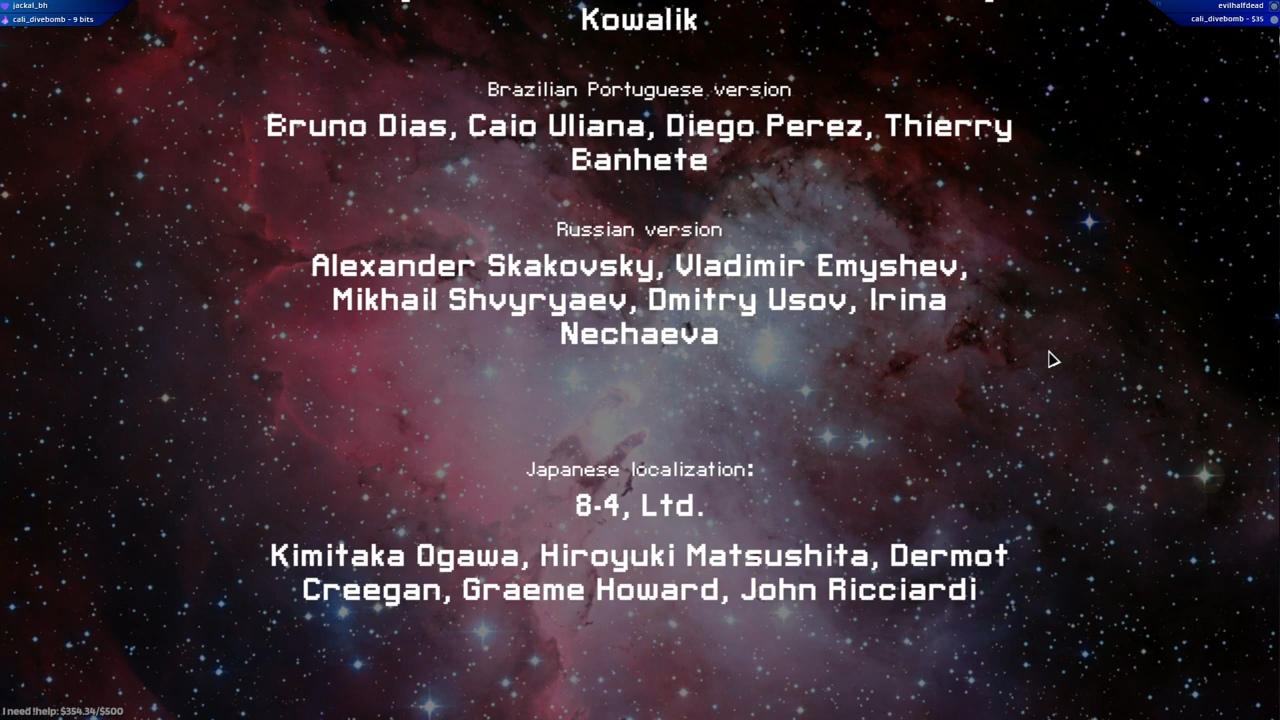 jackal_bh
cali_divebomb - 9 bits
evilhalfdead
cali_divebomb - $35
Kowalik
Brazilian Portuguese version
Bruno Dias, Caio Uliana, Diego Perez, Thierry
Banhete
Russian version
Alexander Skakovsky, Vladimir Emyshev,
Mikhail Shvyryaev, Dmitry Usov, Irina
Nechaeva
Japanese localization:
8-4, Ltd.
Kimitaka Ogawa, Hiroyuki Matsushita, Dermot
Creegan, Graeme Howard, John Ricciardi
I need !help: $354.34/$500